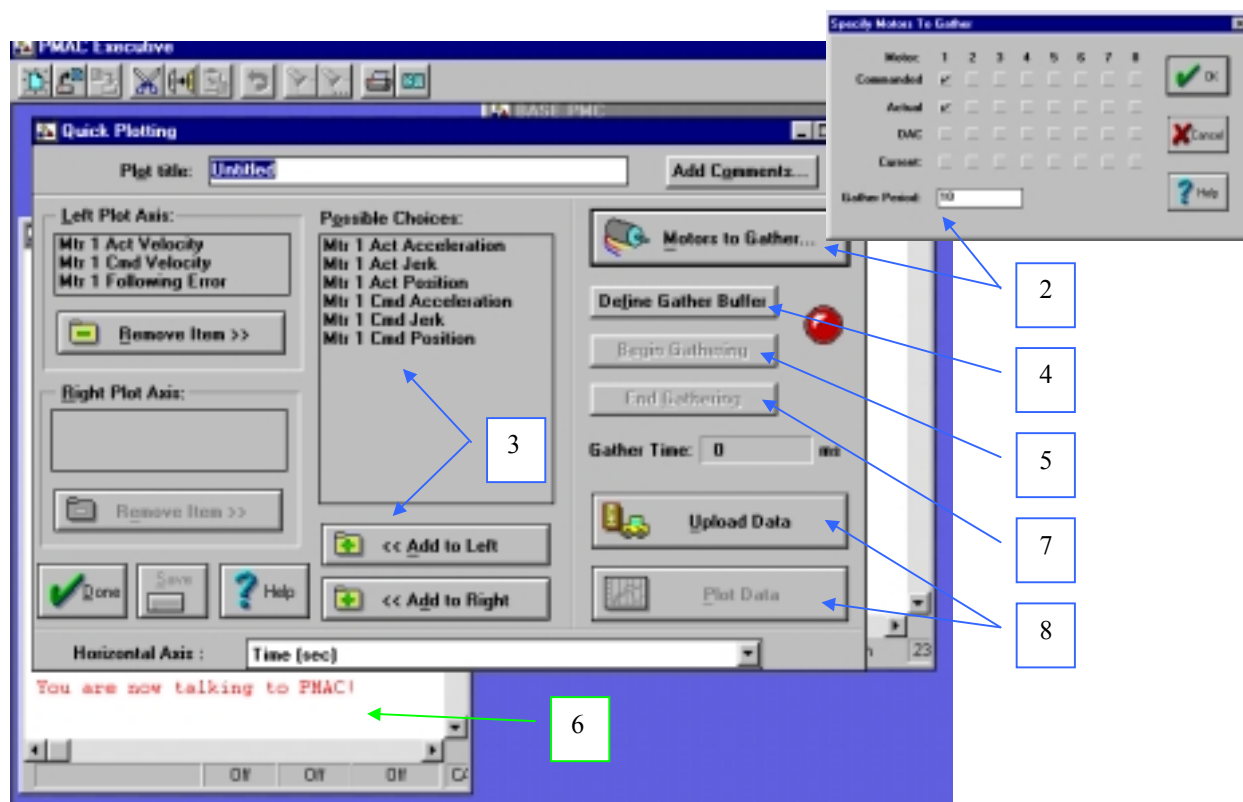 Specify Motors To Gather
Motor: 1 2 3 4 5 6 7 8
Commanded
Actual
DAC
Current:
Gather Period: 10
OK
Cancel
Help
PMAC Executive
BASE PMC
Quick Plotting
Plot title: Untitled
Add Comments...
Left Plot Axis:
Mtr 1 Act Velocity
Mtr 1 Cmd Velocity
Mtr 1 Following Error
Remove Item >>
Right Plot Axis:
Remove Item >>
Done
Save
Help
Possible Choices:
Mtr 1 Act Acceleration
Mtr 1 Act Jerk
Mtr 1 Act Position
Mtr 1 Cmd Acceleration
Mtr 1 Cmd Jerk
Mtr 1 Cmd Position
<< Add to Left
<< Add to Right
Motors to Gather...
Define Gather Buffer
Begin Gathering
End Gathering
Gather Time: 0 ms
Upload Data
Plot Data
Horizontal Axis : Time (sec)
23
You are now talking to PMAC!
Off Off Off
2
3
4
5
6
7
8